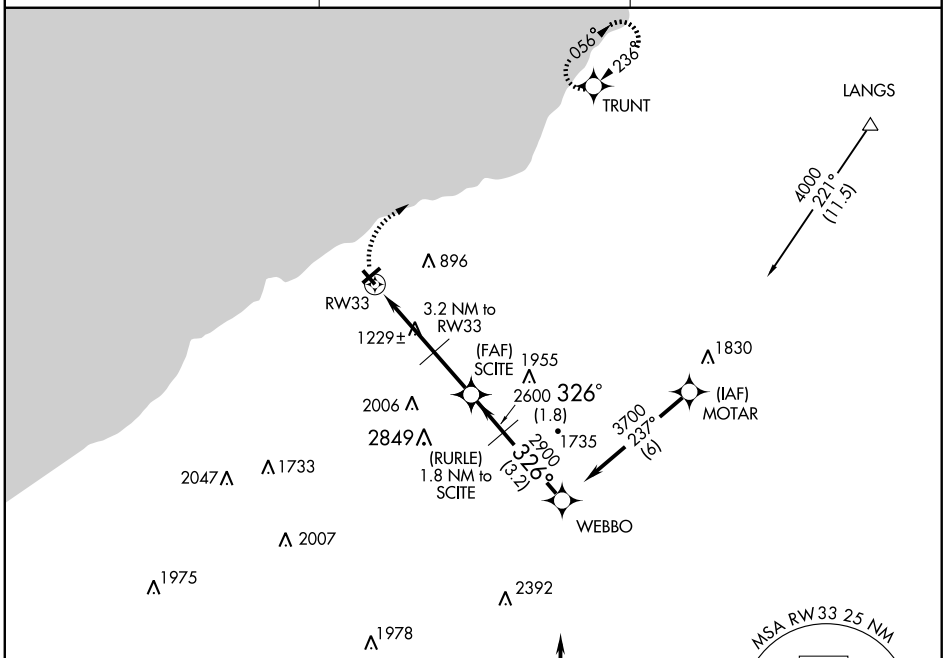 056°
236°
TRUNT
LANGS
4000
221°
(11.5)
896
RW33
3.2 NM to
RW33
1229±
(FAF)
SCITE
1955
1830
2600 326°
(1.8)
(IAF)
MOTAR
2006
3700
237°
(6)
2849
1735
2900
326°
(3.2)
(RURLE)
1.8 NM to
SCITE
2047
1733
WEBBO
2007
1975
2392
1978
MSA RW33 25 NM